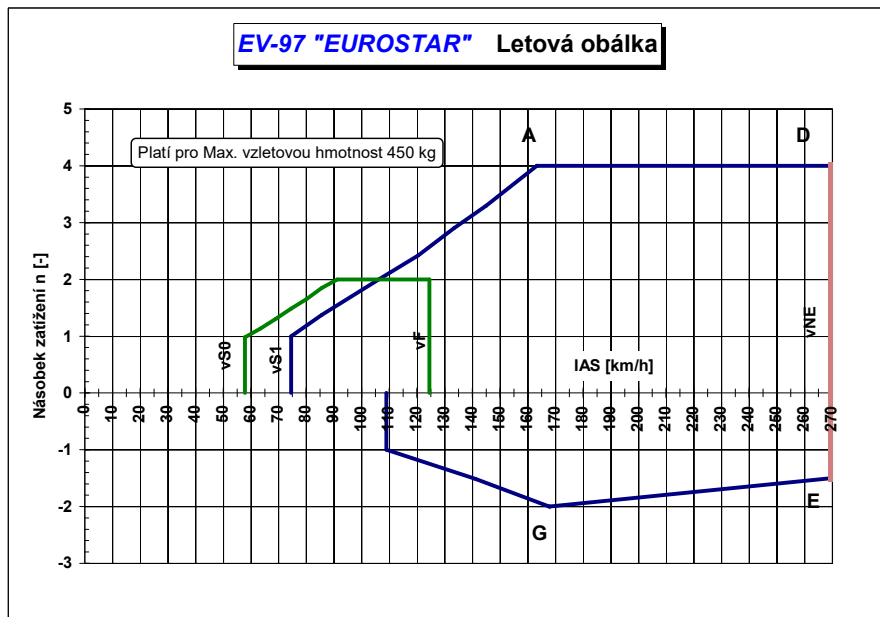 EV-97 "EUROSTAR" Letová obálka
Platí pro Max. vzletovou hmotnost 450 kg
A
D
5
4
3
2
1
0
-1
-2
-3
Násobek zatížení n [-]
vS0
vS1
vF
vNE
IAS [km/h]
0 10 20 30 40 50 60 70 80 90 100 110 120 130 140 150 160 170 180 190 200 210 220 230 240 250 260 270
G
E